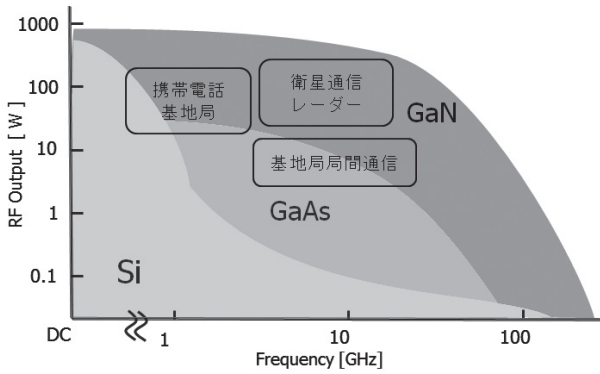 1000
100
10
1
0.1
RF Output [ W ]
携帯電話
基地局
衛星通信
レーダー
GaN
基地局局間通信
GaAs
Si
DC
1
10
100
Frequency [GHz]